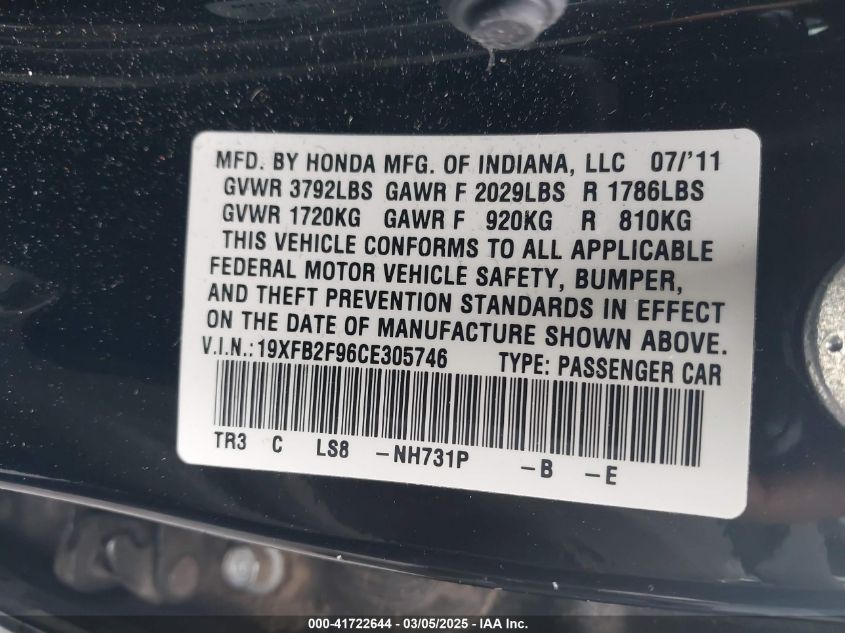 MFD. BY HONDA MFG. OF INDIANA, LLC 07/'11
GVWR 3792LBS GAWR F 2029LBS R 1786LBS
GVWR 1720KG GAWR F 920KG R 810KG
THIS VEHICLE CONFORMS TO ALL APPLICABLE
FEDERAL MOTOR VEHICLE SAFETY, BUMPER,
AND THEFT PREVENTION STANDARDS IN EFFECT
ON THE DATE OF MANUFACTURE SHOWN ABOVE.
V.I.N.: 19XFB2F96CE305746 TYPE: PASSENGER CAR
TR3 C LS8 -NH731P -B -E
000-41722644 / 03/05/2025 - IAA Inc.